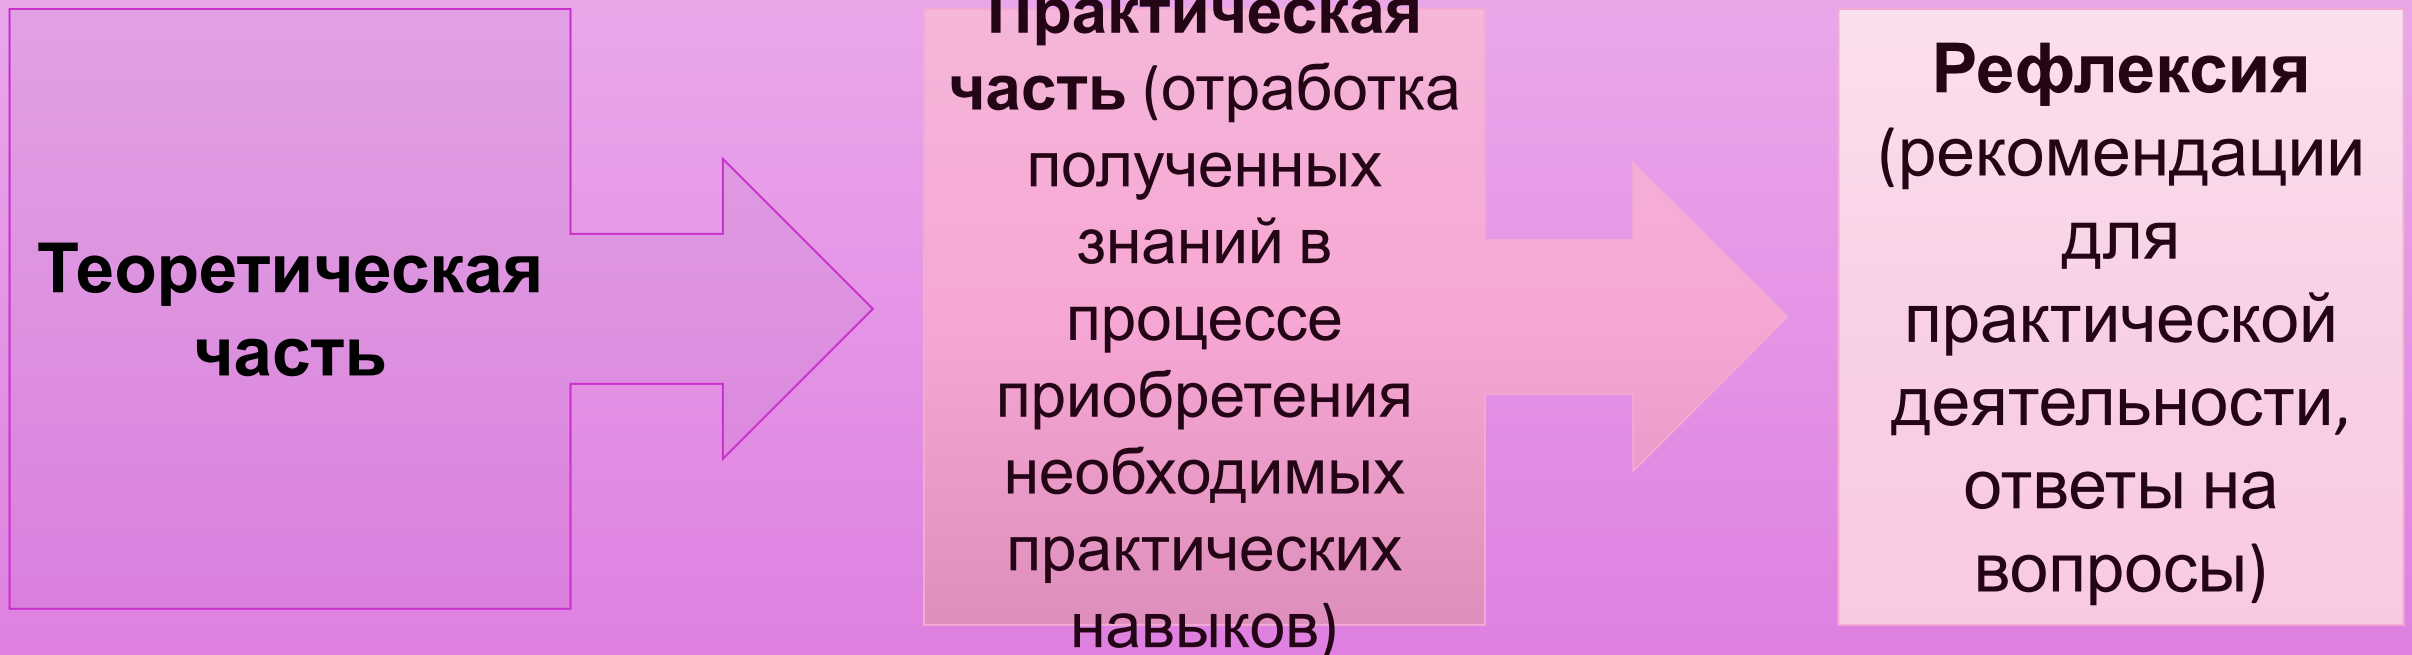 Теоретическая
часть
Практическая
часть (отработка
полученных
знаний в
процессе
приобретения
необходимых
практических
навыков)
Рефлексия
(рекомендации
для
практической
деятельности,
ответы на
вопросы)